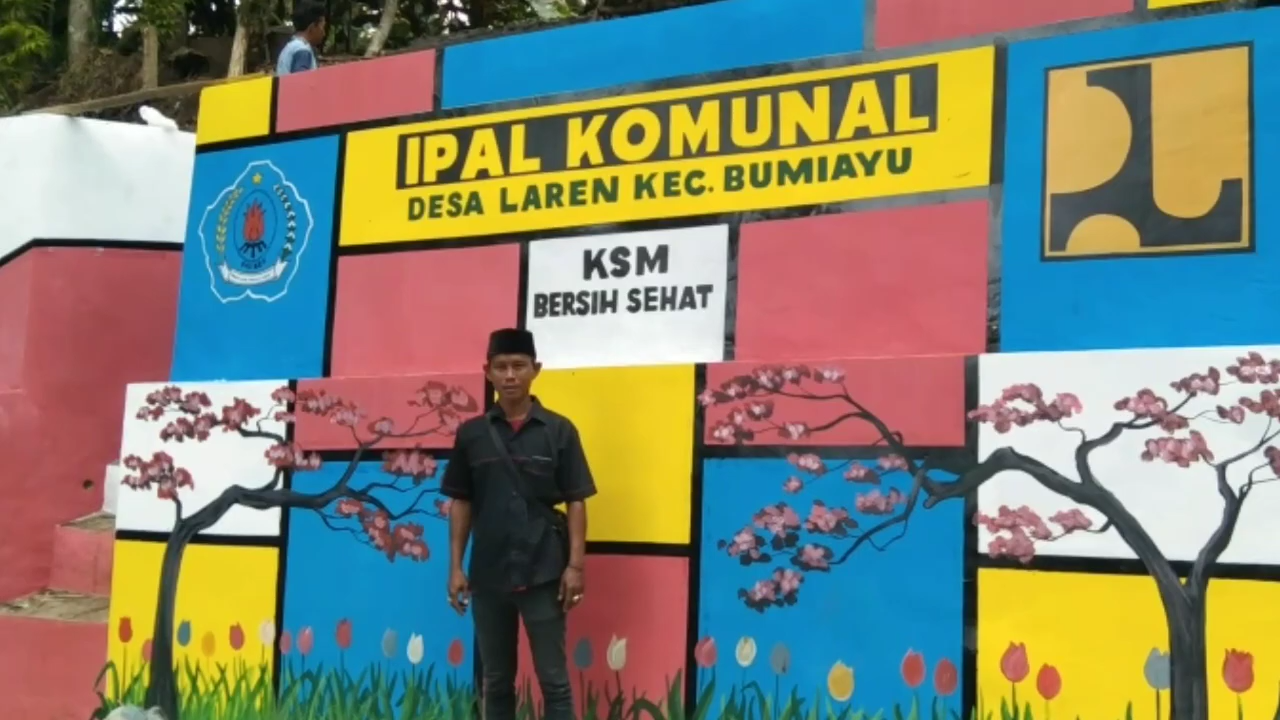 IPAL KOMUNAL
DESA LAREN KEC. BUMIAYU
KSM
BERSIH SEHAT